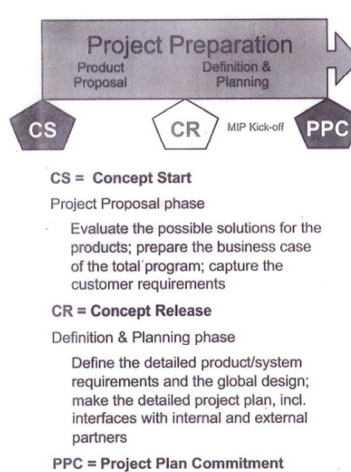 Project Preparation
Product Definition &
Proposal Planning
CS CR MIP Kick-off PPC
CS = Concept Start
Project Proposal phase
Evaluate the possible solutions for the
products; prepare the business case
of the total program; capture the
customer requirements
CR = Concept Release
Definition & Planning phase
Define the detailed product/system
requirements and the global design;
make the detailed project plan, incl.
interfaces with internal and external
partners
PPC = Project Plan Commitment